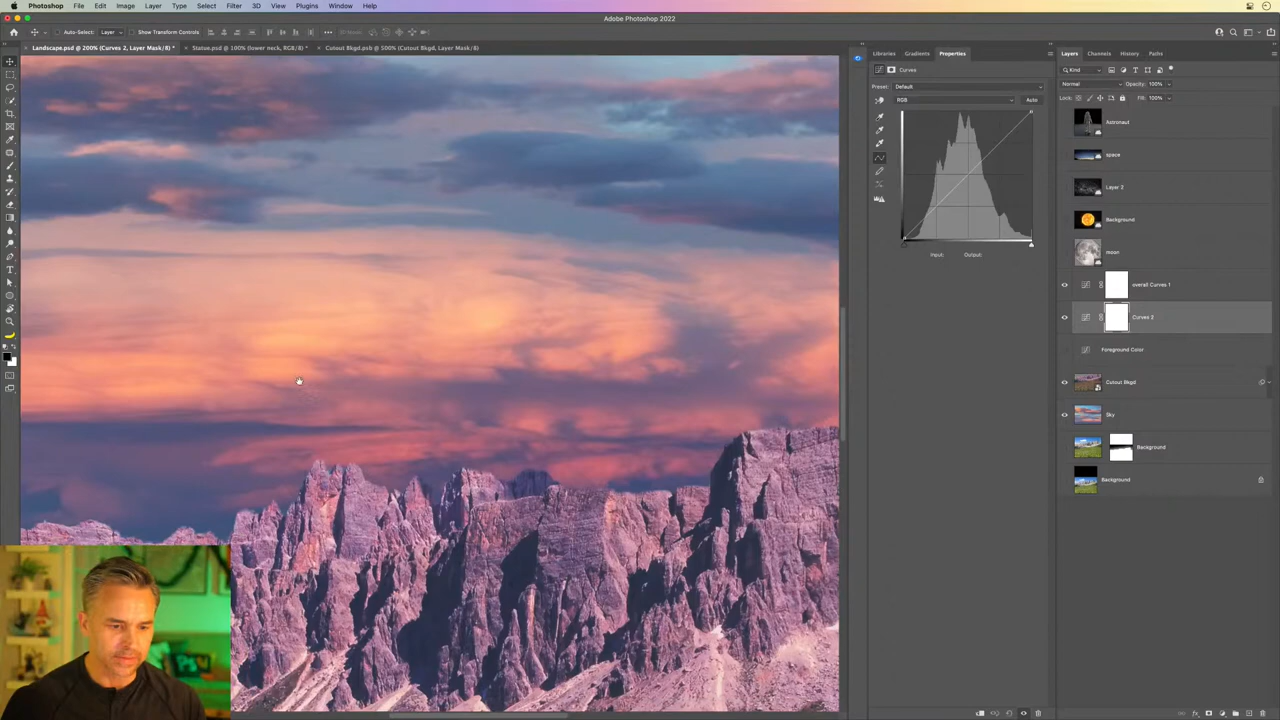 Photoshop File Edit Image Layer Type Select Filter 3D View Plugins Window Help
Adobe Photoshop 2022
Auto-Select: Layer Show Transform Controls
Landscape.psd @ 200% (Curves 2, Layer Mask/8) * Statue.psd @ 100% (lower neck, RGB/8) * Cutout Bkgd.psb @ 500% (Cutout Bkgd, Layer Mask/8)
Libraries Gradients Properties
Curves
Preset: Default
RGB Auto
Input: Output:
Layers Channels History Paths
Kind
Normal Opacity: 100%
Lock: Fill: 100%
Astronaut
space
Layer 2
Background
moon
overall Curves 1
Curves 2
Foreground Color
Cutout Bkgd
Sky
Background
Background